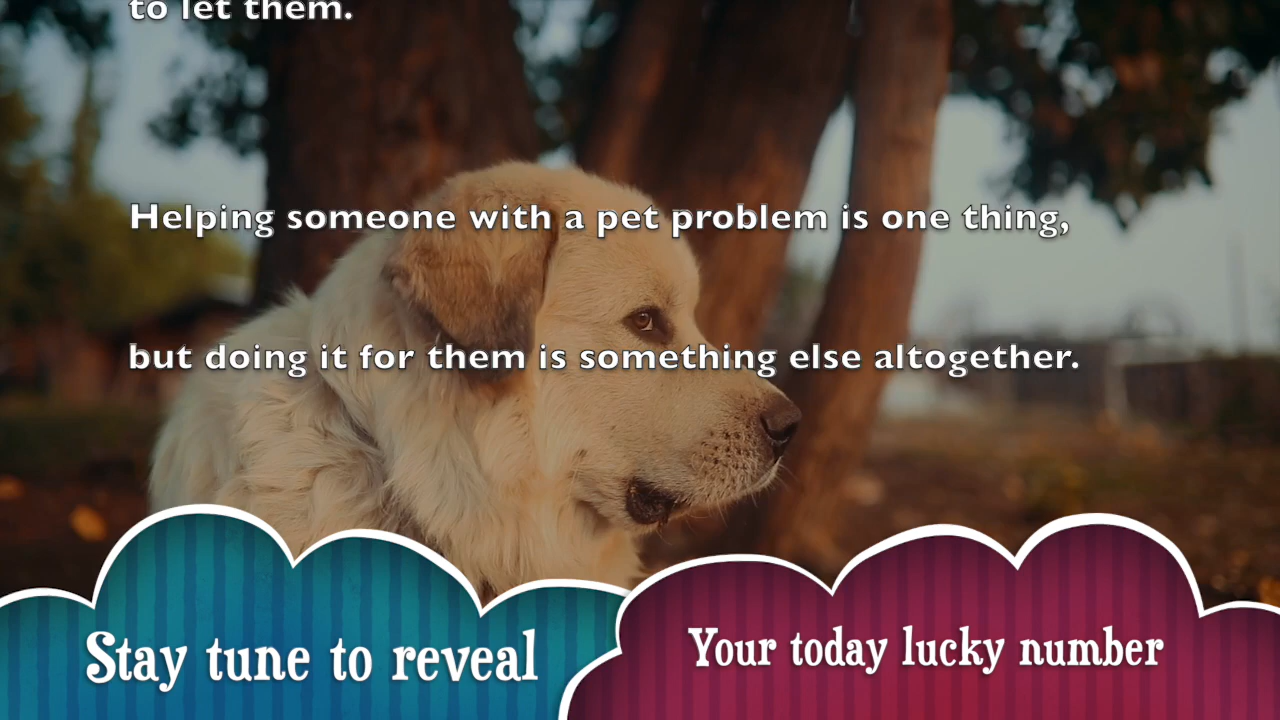 to let them.
Helping someone with a pet problem is one thing,
but doing it for them is something else altogether.
Stay tune to reveal
Your today lucky number